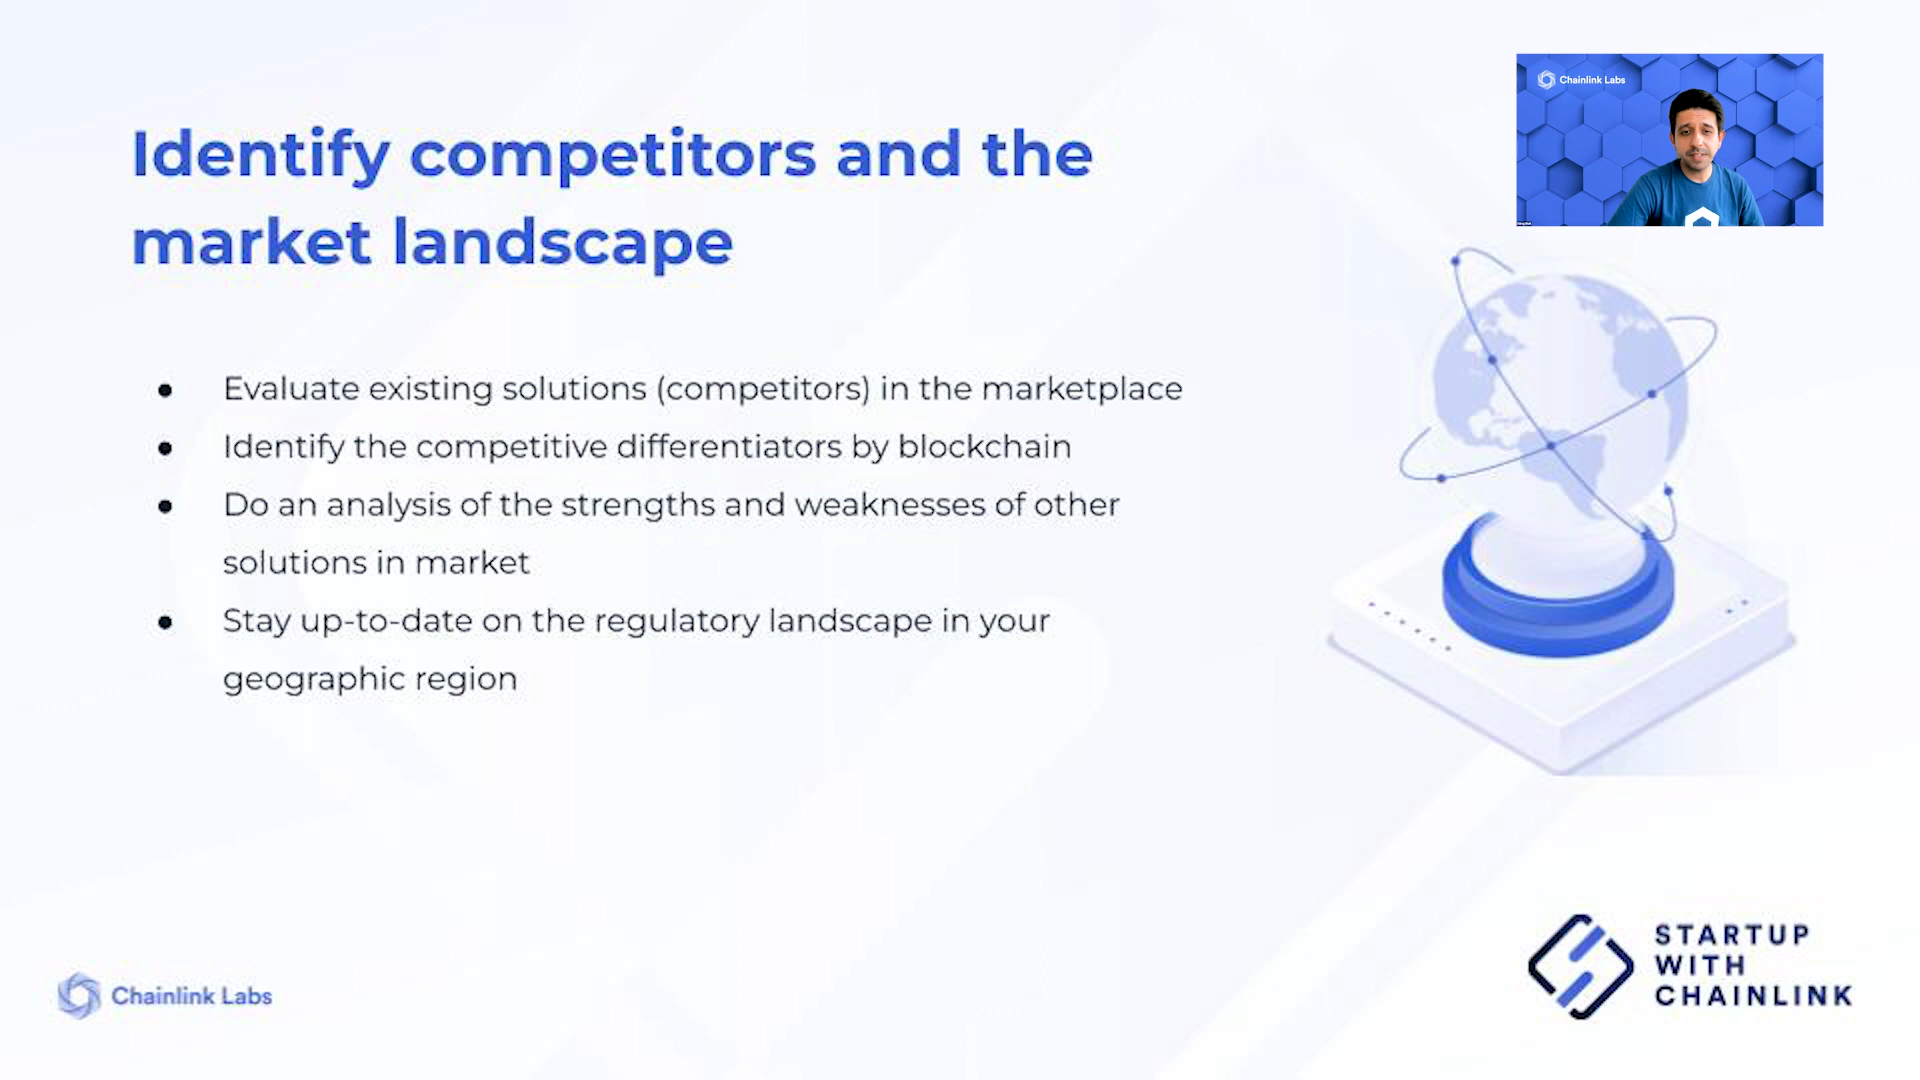 Chainlink Labs
Identify competitors and the
market landscape
● Evaluate existing solutions (competitors) in the marketplace
● Identify the competitive differentiators by blockchain
● Do an analysis of the strengths and weaknesses of other
solutions in market
● Stay up-to-date on the regulatory landscape in your
geographic region
Chainlink Labs
STARTUP
WITH
CHAINLINK